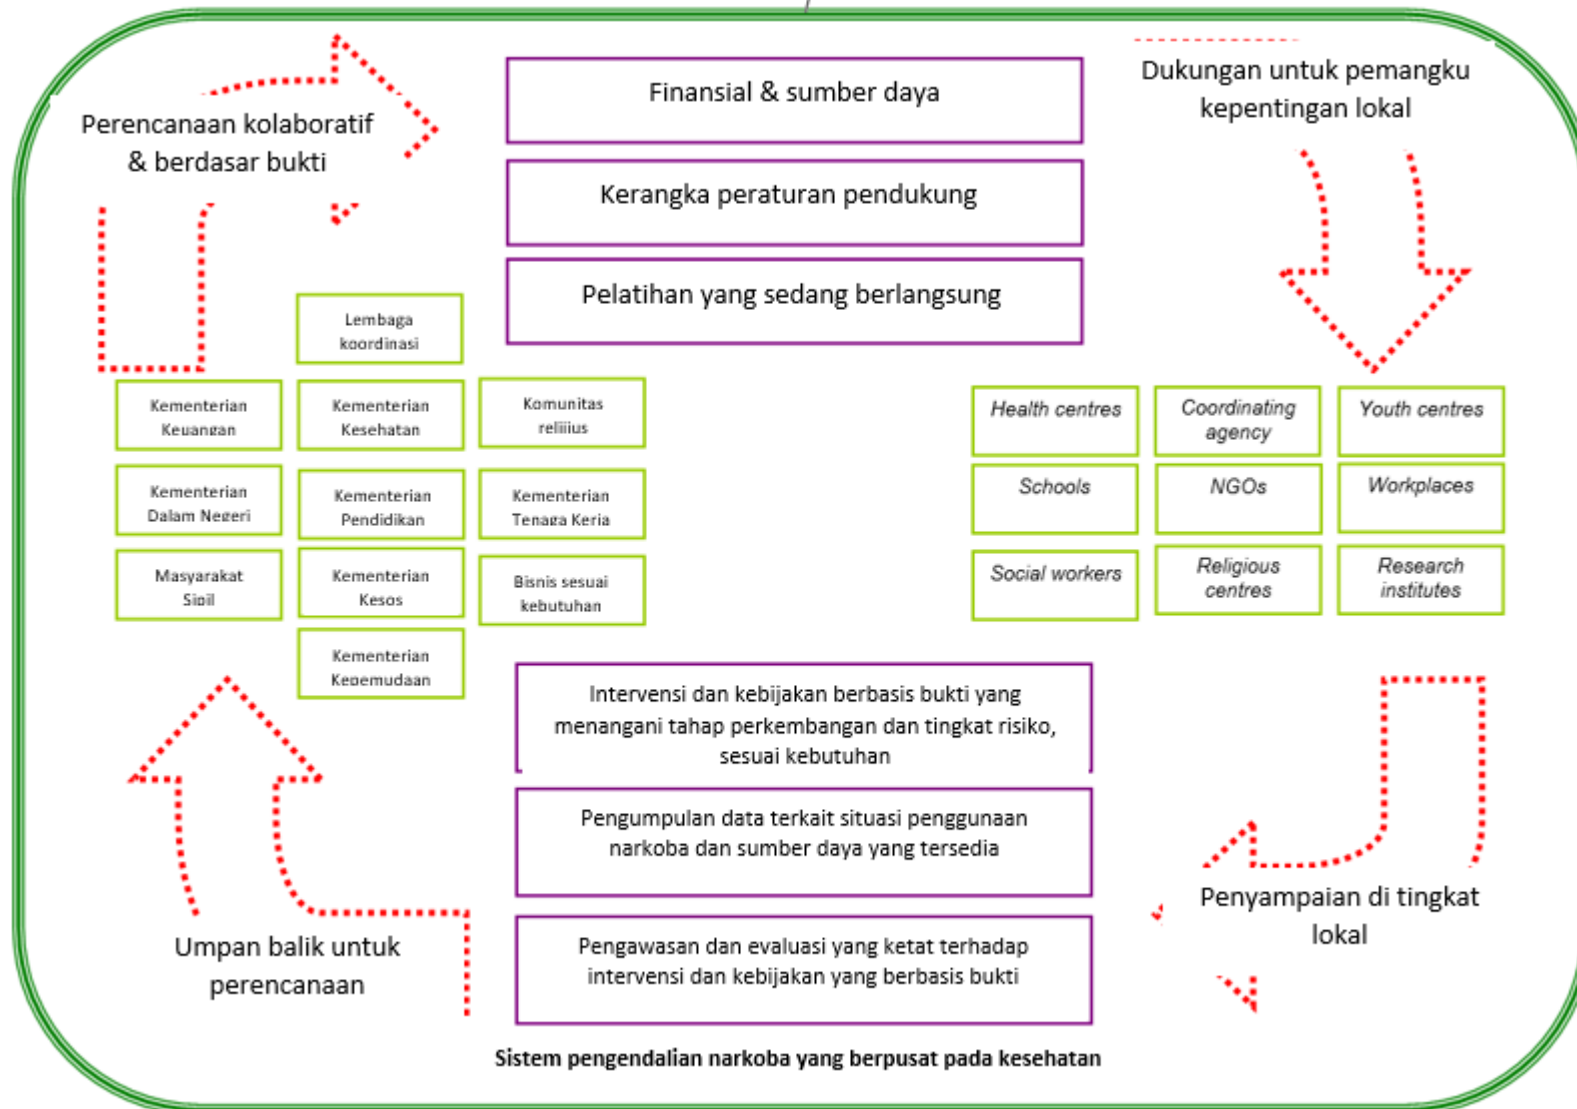 Perencanaan kolaboratif
& berdasar bukti
Finansial & sumber daya
Kerangka peraturan pendukung
Pelatihan yang sedang berlangsung
Dukungan untuk pemangku
kepentingan lokal
Lembaga
koordinasi
Kementerian
Keuangan
Kementerian
Kesehatan
Komunitas
relijius
Kementerian
Dalam Negeri
Kementerian
Pendidikan
Kementerian
Tenaga Kerja
Masyarakat
Sipil
Kementerian
Kesos
Bisnis sesuai
kebutuhan
Kementerian
Kepemudaan
Health centres
Coordinating
agency
Youth centres
Schools
NGOs
Workplaces
Social workers
Religious
centres
Research
institutes
Intervensi dan kebijakan berbasis bukti yang
menangani tahap perkembangan dan tingkat risiko,
sesuai kebutuhan
Pengumpulan data terkait situasi penggunaan
narkoba dan sumber daya yang tersedia
Pengawasan dan evaluasi yang ketat terhadap
intervensi dan kebijakan yang berbasis bukti
Penyampaian di tingkat
lokal
Umpan balik untuk
perencanaan
Sistem pengendalian narkoba yang berpusat pada kesehatan